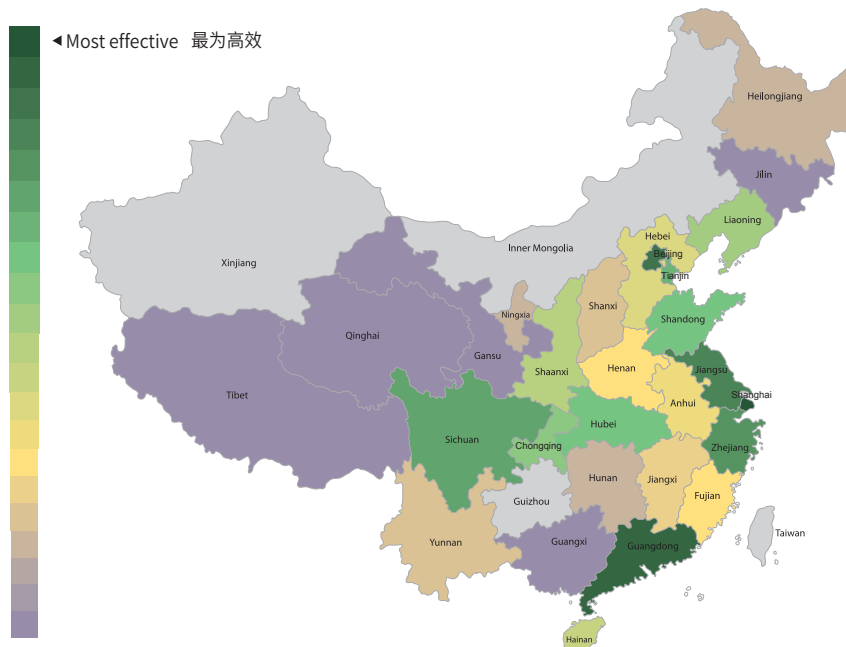 ◀ Most effective 最为高效
Heilongjiang
Jilin
Liaoning
Hebei
Inner Mongolia
Beijing
Xinjiang
Tianjin
Shanxi
Ningxia
Shandong
Qinghai
Gansu
Henan
Jiangsu
Shaanxi
Tibet
Shanghai
Anhui
Hubei
Sichuan
Chongqing
Zhejiang
Hunan
Jiangxi
Fujian
Guizhou
Taiwan
Yunnan
Guangxi
Guangdong
Hainan